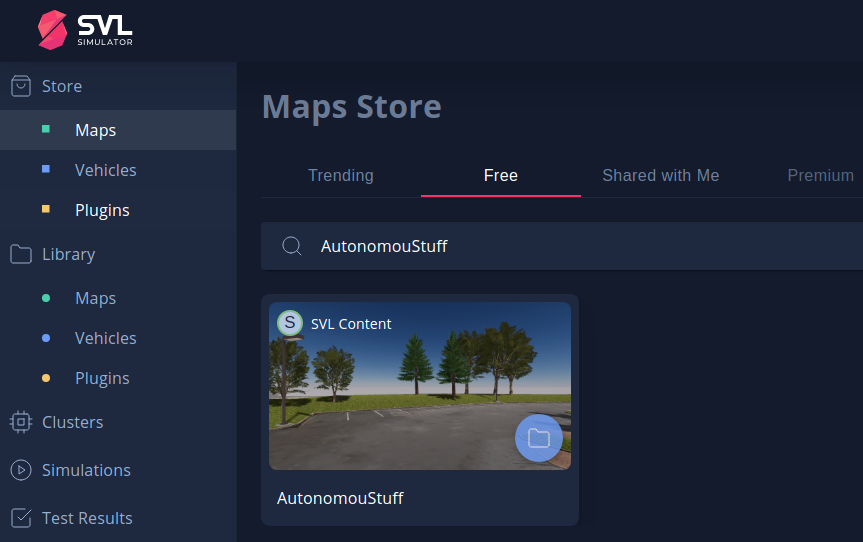 SVL
SIMULATOR
Store
Maps
Vehicles
Plugins
Library
Maps
Vehicles
Plugins
Clusters
Simulations
Test Results
Maps Store
Trending Free Shared with Me Premium
AutonomouStuff
S SVL Content
AutonomouStuff